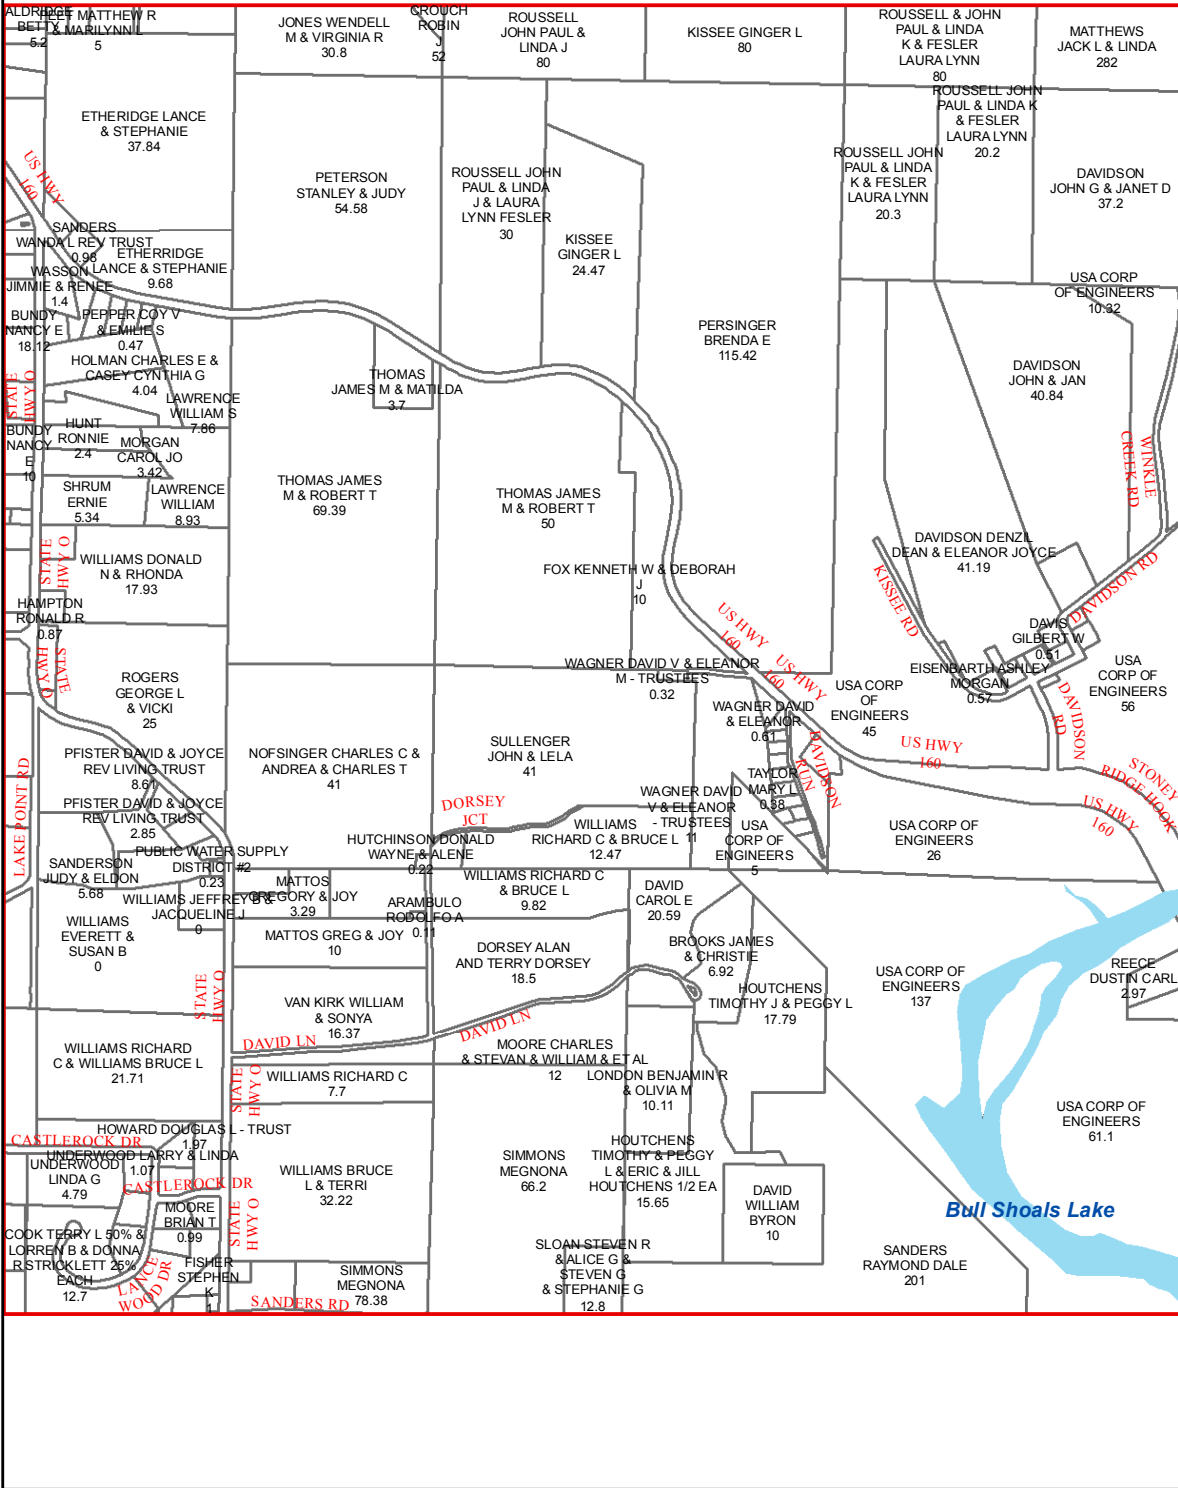 ALDRIDGE
BETTY
5.2
FLEET MATTHEW R
& MARILYNN L
5
JONES WENDELL
M & VIRGINIA R
30.8
CROUCH
ROBIN
J
52
ROUSSELL
JOHN PAUL &
LINDA J
80
KISSEE GINGER L
80
ROUSSELL & JOHN
PAUL & LINDA
K & FESLER
LAURA LYNN
80
MATTHEWS
JACK L & LINDA
282
ETHERIDGE LANCE
& STEPHANIE
37.84
PETERSON
STANLEY & JUDY
54.58
ROUSSELL JOHN
PAUL & LINDA
J & LAURA
LYNN FESLER
30
KISSEE
GINGER L
24.47
ROUSSELL JOHN
PAUL & LINDA
K & FESLER
LAURA LYNN
20.3
ROUSSELL JOHN
PAUL & LINDA K
& FESLER
LAURA LYNN
20.2
DAVIDSON
JOHN G & JANET D
37.2
US HWY
160
SANDERS
WANDA L REV TRUST
0.98
ETHERRIDGE
LANCE & STEPHANIE
9.68
WASSON
JIMMIE & RENEE
1.4
BUNDY
NANCY E
18.12
PEPPER COY V
& EMILIE S
0.47
HOLMAN CHARLES E &
CASEY CYNTHIA G
4.04
STATE
HWY O
LAWRENCE
WILLIAM S
7.86
THOMAS
JAMES M & MATILDA
3.7
PERSINGER
BRENDA E
115.42
USA CORP
OF ENGINEERS
10.32
DAVIDSON
JOHN & JAN
40.84
BUNDY
NANCY
E
10
HUNT
RONNIE
2.4
MORGAN
CAROL JO
3.42
SHRUM
ERNIE
5.34
LAWRENCE
WILLIAM
8.93
THOMAS JAMES
M & ROBERT T
69.39
THOMAS JAMES
M & ROBERT T
50
WINKLE
CREEK RD
STATE
HWY O
WILLIAMS DONALD
N & RHONDA
17.93
FOX KENNETH W & DEBORAH
J
10
DAVIDSON DENZIL
DEAN & ELEANOR JOYCE
41.19
KISSEE RD
DAVIDSON RD
HAMPTON
RONALD R
0.87
STATE
HWY O
US HWY
160
DAVIS
GILBERT W
0.51
EISENBARTH ASHLEY
MORGAN
0.57
USA
CORP OF
ENGINEERS
56
ROGERS
GEORGE L
& VICKI
25
WAGNER DAVID V & ELEANOR
M - TRUSTEES
0.32
US HWY
160
USA CORP
OF
ENGINEERS
45
WAGNER DAVID
& ELEANOR
0.61
DAVIDSON
RD
PFISTER DAVID & JOYCE
REV LIVING TRUST
8.61
NOFSINGER CHARLES C &
ANDREA & CHARLES T
41
SULLENGER
JOHN & LELA
41
DAVIDSON
RUN
US HWY
160
STONEY
RIDGE HOOK
LAKE POINT RD
PFISTER DAVID & JOYCE
REV LIVING TRUST
2.85
DORSEY
JCT
TAYLOR
MARY L
0.38
WAGNER DAVID
V & ELEANOR
- TRUSTEES
11
US HWY
160
HUTCHINSON DONALD
WAYNE & ALENE
0.22
WILLIAMS
RICHARD C & BRUCE L
12.47
USA
CORP OF
ENGINEERS
5
USA CORP OF
ENGINEERS
26
PUBLIC WATER SUPPLY
DISTRICT #2
0.23
SANDERSON
JUDY & ELDON
5.68
WILLIAMS JEFFREY B &
JACQUELINE J
0
MATTOS
GREGORY & JOY
3.29
WILLIAMS RICHARD C
& BRUCE L
9.82
DAVID
CAROL E
20.59
ARAMBULO
RODOLFO A
0.11
WILLIAMS
EVERETT &
SUSAN B
0
MATTOS GREG & JOY
10
DORSEY ALAN
AND TERRY DORSEY
18.5
BROOKS JAMES
& CHRISTIE
6.92
USA CORP OF
ENGINEERS
137
REECE
DUSTIN CARL
2.97
STATE
HWY O
VAN KIRK WILLIAM
& SONYA
16.37
HOUTCHENS
TIMOTHY J & PEGGY L
17.79
DAVID LN
DAVID LN
WILLIAMS RICHARD
C & WILLIAMS BRUCE L
21.71
MOORE CHARLES
& STEVAN & WILLIAM & ET AL
12
STATE
HWY O
WILLIAMS RICHARD C
7.7
LONDON BENJAMIN R
& OLIVIA M
10.11
USA CORP OF
ENGINEERS
61.1
HOWARD DOUGLAS L - TRUST
1.97
CASTLEROCK DR
UNDERWOOD LARRY & LINDA
1.07
UNDERWOOD
LINDA G
4.79
CASTLEROCK DR
WILLIAMS BRUCE
L & TERRI
32.22
SIMMONS
MEGNONA
66.2
HOUTCHENS
TIMOTHY & PEGGY
L & ERIC & JILL
HOUTCHENS 1/2 EA
15.65
DAVID
WILLIAM
BYRON
10
Bull Shoals Lake
MOORE
BRIAN T
0.99
STATE
HWY O
COOK TERRY L 50% &
LORREN B & DONNA
R STRICKLETT 25%
EACH
12.7
LANCE
WOOD DR
FISHER
STEPHEN
K
1
SIMMONS
MEGNONA
78.38
SLOAN STEVEN R
& ALICE G &
STEVEN G
& STEPHANIE G
12.8
SANDERS
RAYMOND DALE
201
SANDERS RD